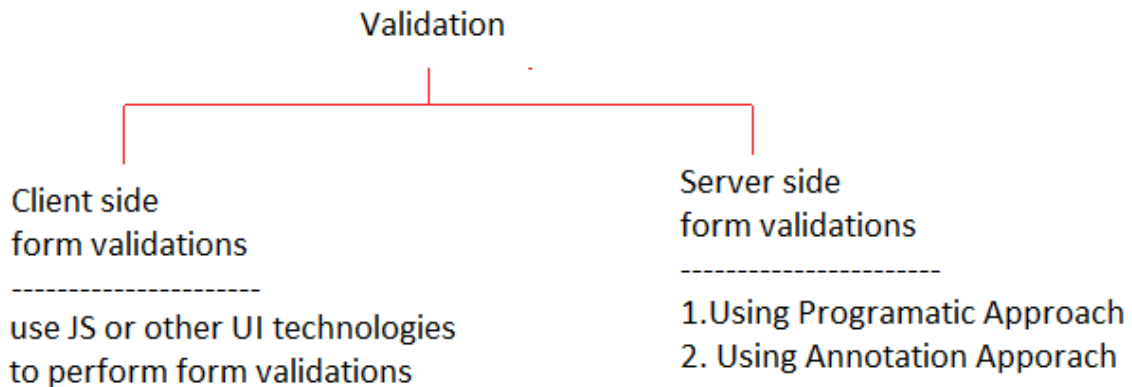 Validation
Client side
form validations
----------------------
use JS or other UI technologies
to perform form validations
Server side
form validations
-----------------------
1.Using Programatic Approach
2. Using Annotation Apporach